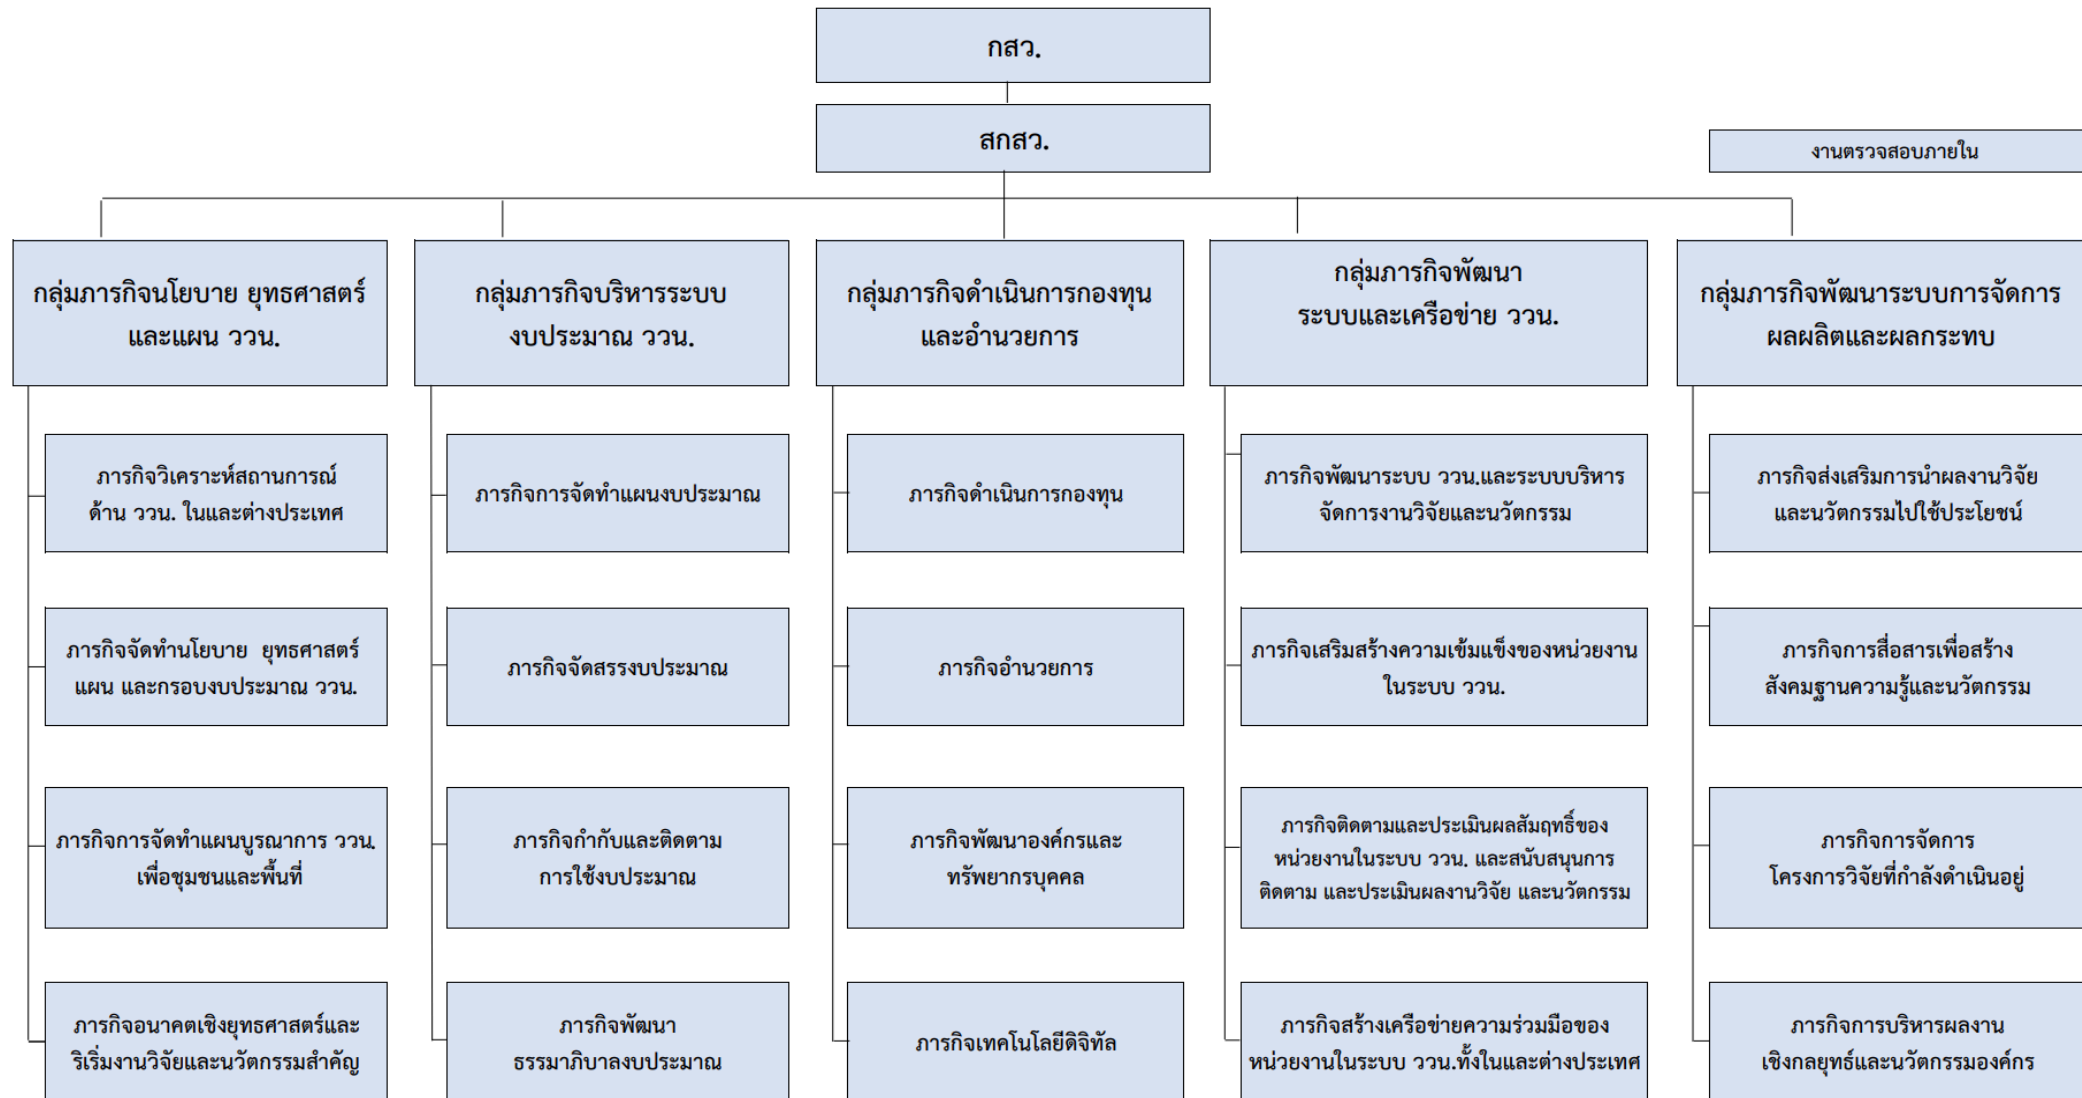 กสว.
สกสว.
งานตรวจสอบภายใน
กลุ่มภารกิจนโยบาย ยุทธศาสตร์
และแผน ววน.
กลุ่มภารกิจบริหารระบบ
งบประมาณ ววน.
กลุ่มภารกิจดำเนินการกองทุน
และอำนวยการ
กลุ่มภารกิจพัฒนา
ระบบและเครือข่าย ววน.
กลุ่มภารกิจพัฒนาระบบการจัดการ
ผลผลิตและผลกระทบ
ภารกิจวิเคราะห์สถานการณ์
ด้าน ววน. ในและต่างประเทศ
ภารกิจการจัดทำแผนงบประมาณ
ภารกิจดำเนินการกองทุน
ภารกิจพัฒนาระบบ ววน.และระบบบริหาร
จัดการงานวิจัยและนวัตกรรม
ภารกิจส่งเสริมการนำผลงานวิจัย
และนวัตกรรมไปใช้ประโยชน์
ภารกิจจัดทำนโยบาย ยุทธศาสตร์
แผน และกรอบงบประมาณ ววน.
ภารกิจจัดสรรงบประมาณ
ภารกิจอำนวยการ
ภารกิจเสริมสร้างความเข้มแข็งของหน่วยงาน
ในระบบ ววน.
ภารกิจการสื่อสารเพื่อสร้าง
สังคมฐานความรู้และนวัตกรรม
ภารกิจการจัดทำแผนบูรณาการ ววน.
เพื่อชุมชนและพื้นที่
ภารกิจกำกับและติดตาม
การใช้งบประมาณ
ภารกิจพัฒนาองค์กรและ
ทรัพยากรบุคคล
ภารกิจติดตามและประเมินผลสัมฤทธิ์ของ
หน่วยงานในระบบ ววน. และสนับสนุนการ
ติดตาม และประเมินผลงานวิจัย และนวัตกรรม
ภารกิจการจัดการ
โครงการวิจัยที่กำลังดำเนินอยู่
ภารกิจอนาคตเชิงยุทธศาสตร์และ
ริเริ่มงานวิจัยและนวัตกรรมสำคัญ
ภารกิจพัฒนา
ธรรมาภิบาลงบประมาณ
ภารกิจเทคโนโลยีดิจิทัล
ภารกิจสร้างเครือข่ายความร่วมมือของ
หน่วยงานในระบบ ววน.ทั้งในและต่างประเทศ
ภารกิจการบริหารผลงาน
เชิงกลยุทธ์และนวัตกรรมองค์กร